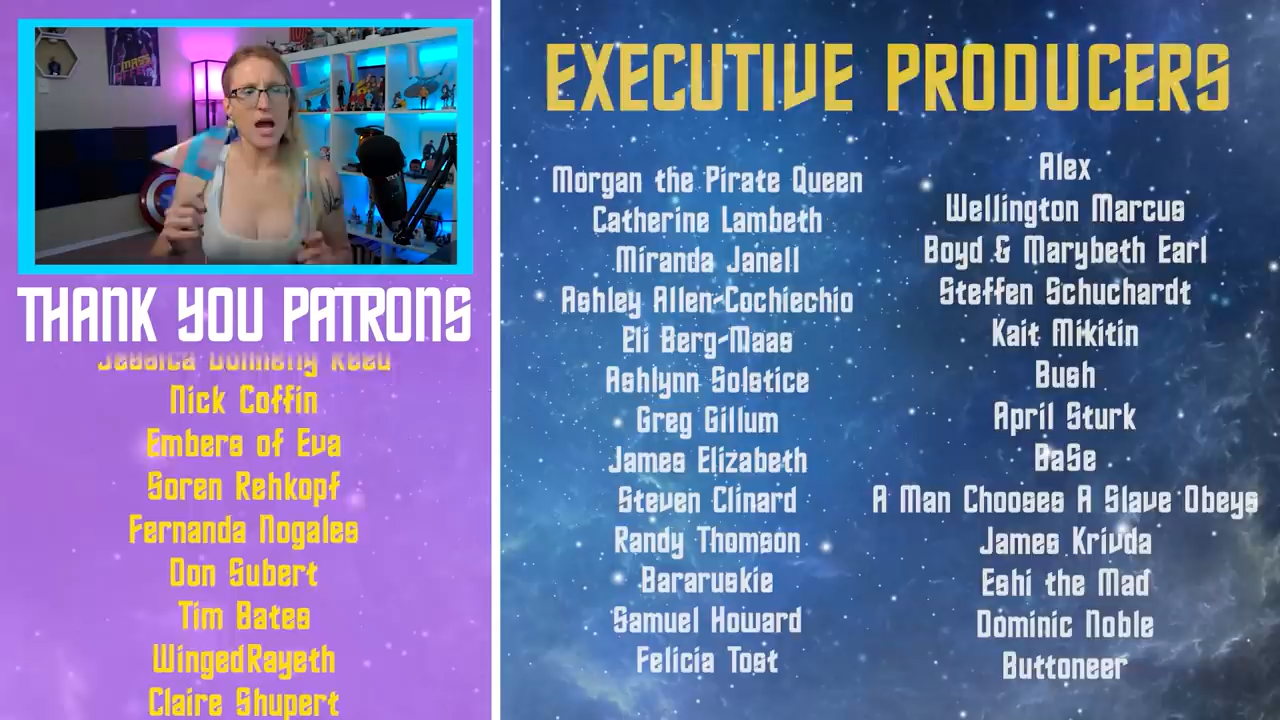 THANK YOU PATRONS
Nick Coffin
Embers of Eva
Soren Rehkopf
Fernanda Nogales
Don Subert
Tim Bates
WingedRayeth
Claire Shupert
EXECUTIVE PRODUCERS
Morgan the Pirate Queen
Catherine Lambeth
Miranda Janell
Ashley Allen-Cochiechio
Eli Berg-Maas
Ashlynn Solstice
Greg Gillum
James Elizabeth
Steven Clinard
Randy Thomson
Bararuskie
Samuel Howard
Felicia Tost
Alex
Wellington Marcus
Boyd & Marybeth Earl
Steffen Schuchardt
Kait Mikitin
Bush
April Sturk
BaSe
A Man Chooses A Slave Obeys
James Krivda
Eshi the Mad
Dominic Noble
Buttoneer